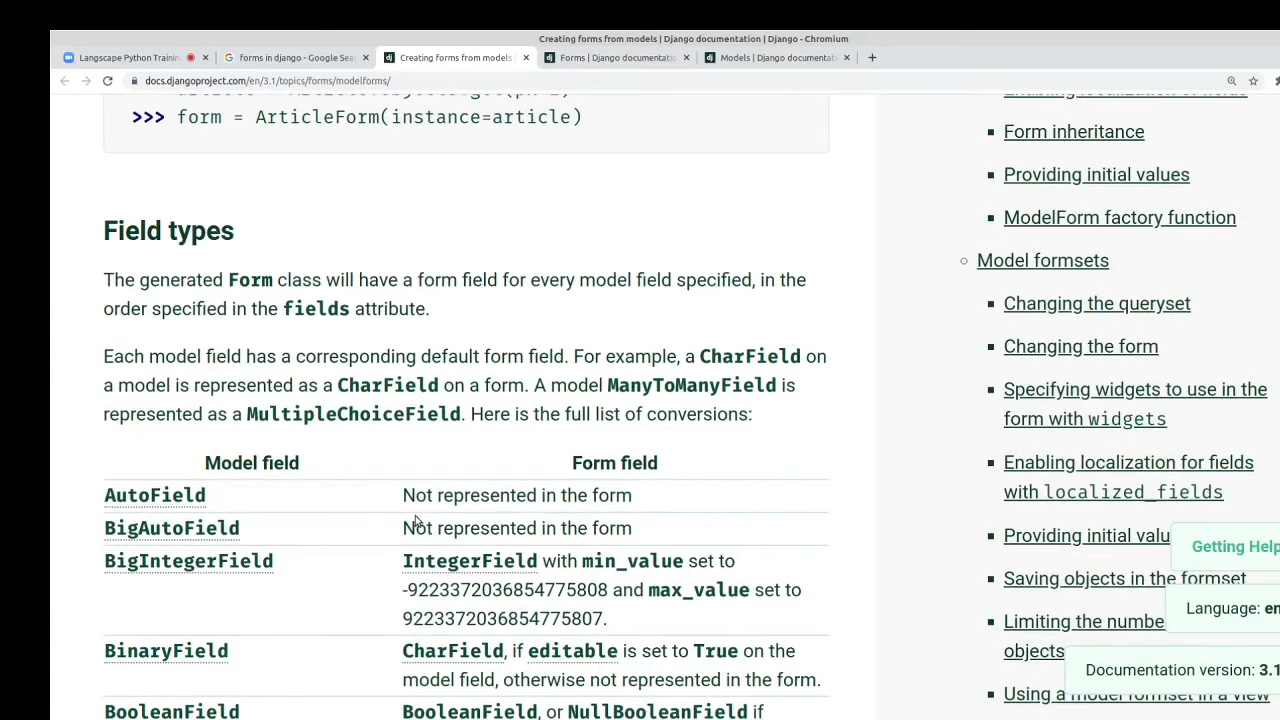 Creating forms from models | Django documentation | Django - Chromium
Langscape Python Trainin
forms in django - Google Sea
Creating forms from models
Forms | Django documentatio
Models | Django documentat
docs.djangoproject.com/en/3.1/topics/forms/modelforms/
>>> form = ArticleForm(instance=article)
Field types
The generated Form class will have a form field for every model field specified, in the
order specified in the fields attribute.
Each model field has a corresponding default form field. For example, a CharField on
a model is represented as a CharField on a form. A model ManyToManyField is
represented as a MultipleChoiceField. Here is the full list of conversions:
Model field Form field
AutoField Not represented in the form
BigAutoField Not represented in the form
BigIntegerField IntegerField with min_value set to
-9223372036854775808 and max_value set to
9223372036854775807.
BinaryField CharField, if editable is set to True on the
model field, otherwise not represented in the form.
BooleanField BooleanField, or NullBooleanField if
Enabling localization of fields
Form inheritance
Providing initial values
ModelForm factory function
Model formsets
Changing the queryset
Changing the form
Specifying widgets to use in the
form with widgets
Enabling localization for fields
with localized_fields
Providing initial valu
Saving objects in the formset
Limiting the numbe
objects
Using a model formset in a view
Getting Help
Language: en
Documentation version: 3.1